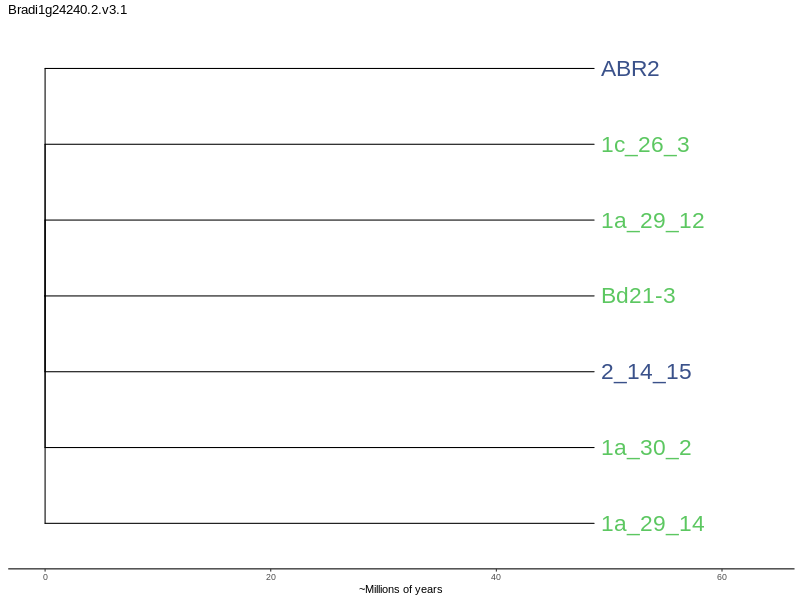 Bradi1g24240.2.v3.1
ABR2
1c_26_3
1a_29_12
Bd21-3
2_14_15
1a_30_2
1a_29_14
0 20 40 60
~Millions of years